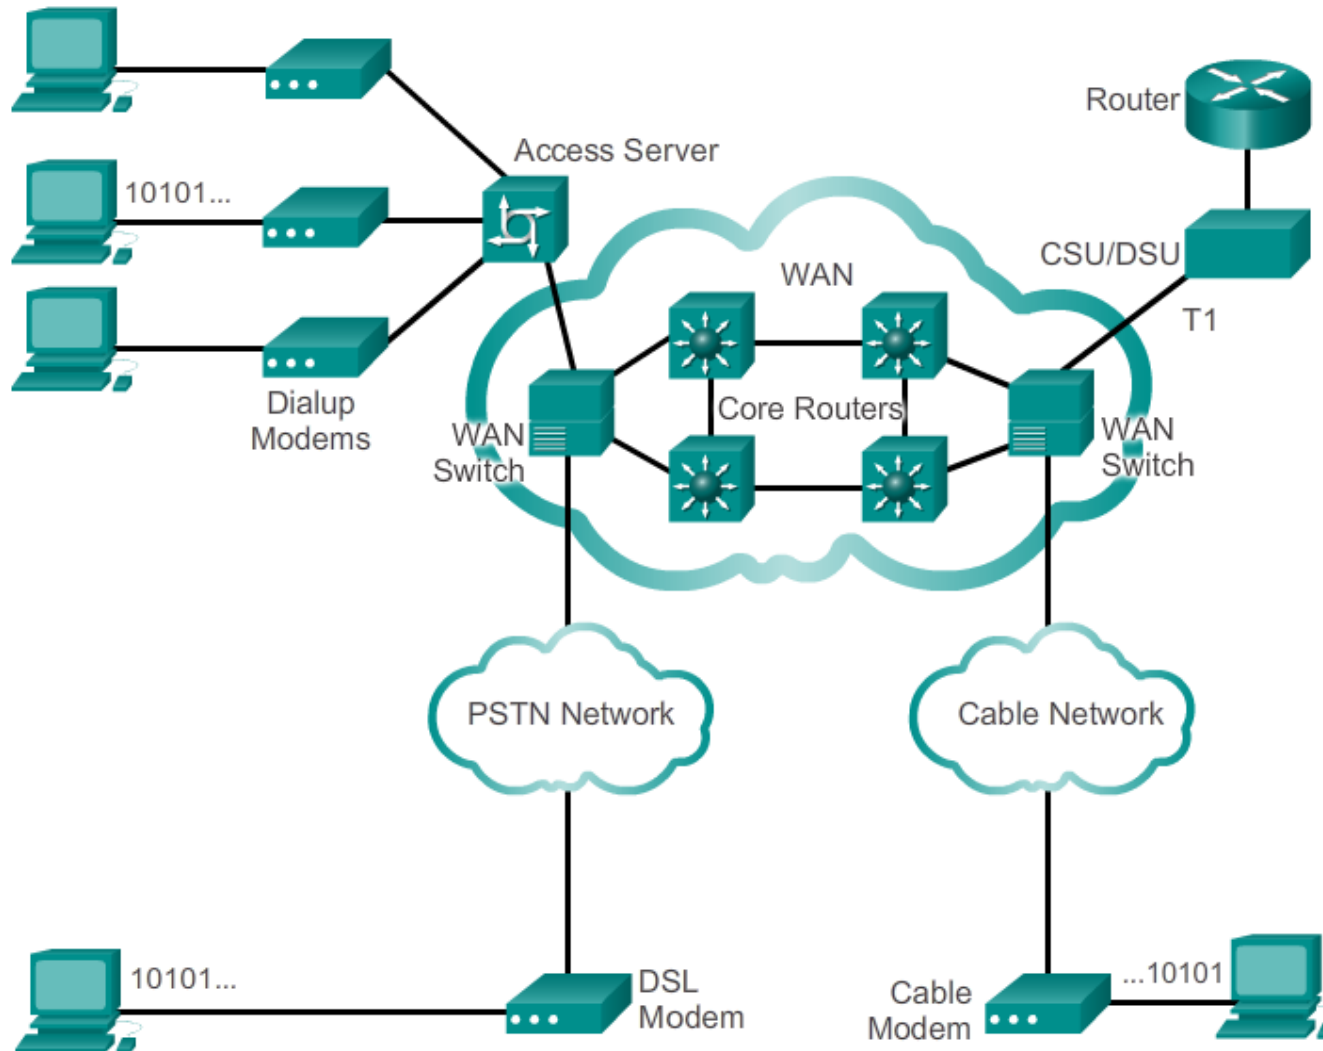 Access Server
Router
10101...
CSU/DSU
WAN
T1
Dialup
Modems
Core Routers
WAN
Switch
WAN
Switch
PSTN Network
Cable Network
10101...
DSL
Modem
Cable
Modem
...10101